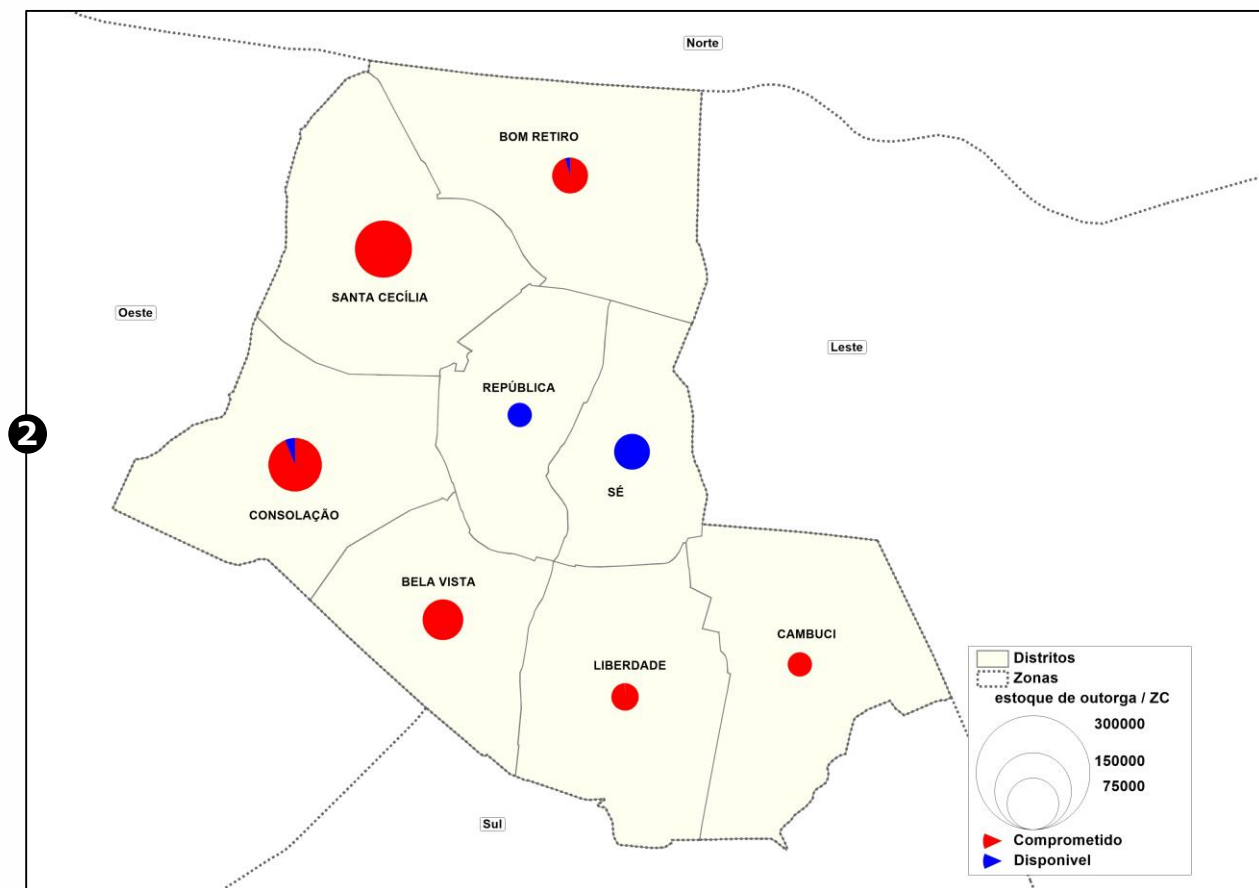 Norte
BOM RETIRO
SANTA CECÍLIA
Oeste
Leste
REPÚBLICA
2
SÉ
CONSOLAÇÃO
BELA VISTA
CAMBUCI
LIBERDADE
Distritos
Zonas
estoque de outorga / ZC
300000
150000
75000
Sul
Comprometido
Disponivel